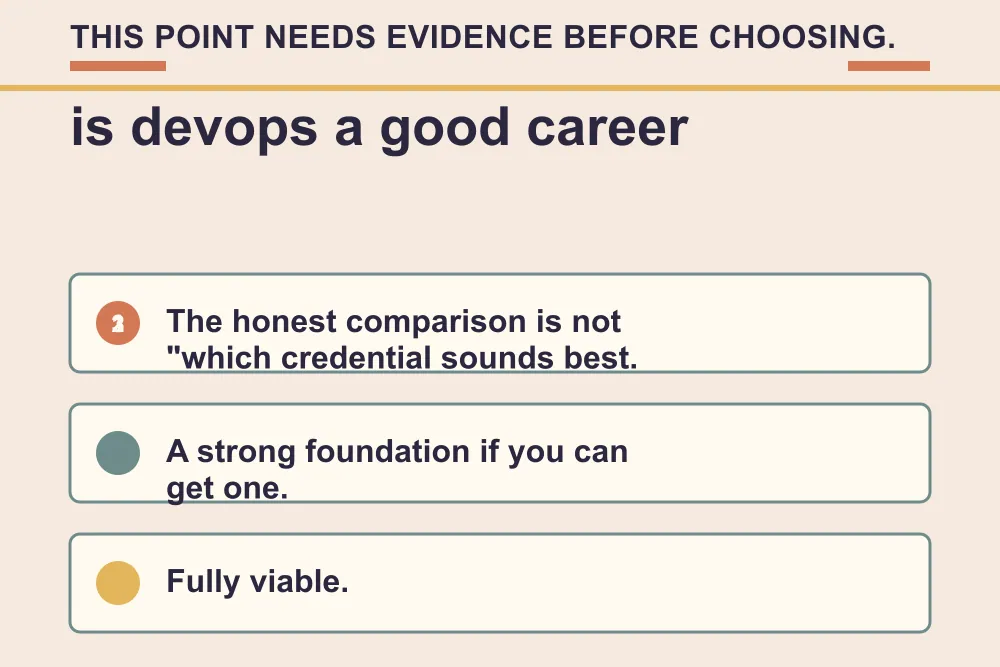 THIS POINT NEEDS EVIDENCE BEFORE CHOOSING.
is devops a good career
The honest comparison is not
"which credential sounds best.
A strong foundation if you can
get one.
Fully viable.